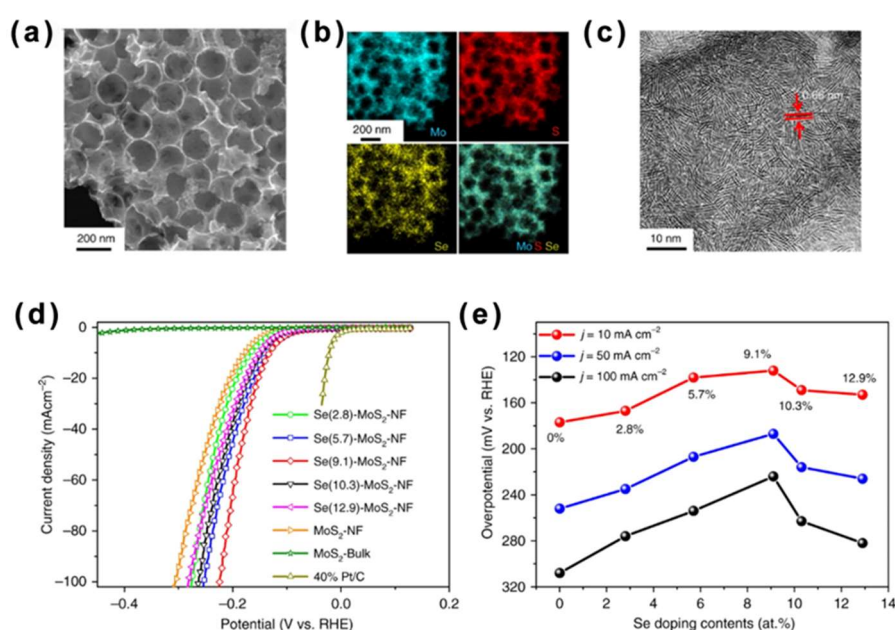 (a)
200 nm
(b)
Mo
200 nm
S
Se
Mo S Se
(c)
0.66 nm
10 nm
(d)
0
−20
−40
−60
−80
−100
Current density (mAcm−2)
Se(2.8)-MoS2-NF
Se(5.7)-MoS2-NF
Se(9.1)-MoS2-NF
Se(10.3)-MoS2-NF
Se(12.9)-MoS2-NF
MoS2-NF
MoS2-Bulk
40% Pt/C
−0.4
−0.2
0.0
0.2
Potential (V vs. RHE)
(e)
j = 10 mA cm−2
j = 50 mA cm−2
j = 100 mA cm−2
120
160
200
240
280
320
Overpotential (mV vs. RHE)
0%
2.8%
5.7%
9.1%
10.3%
12.9%
0
2
4
6
8
10
12
14
Se doping contents (at.%)